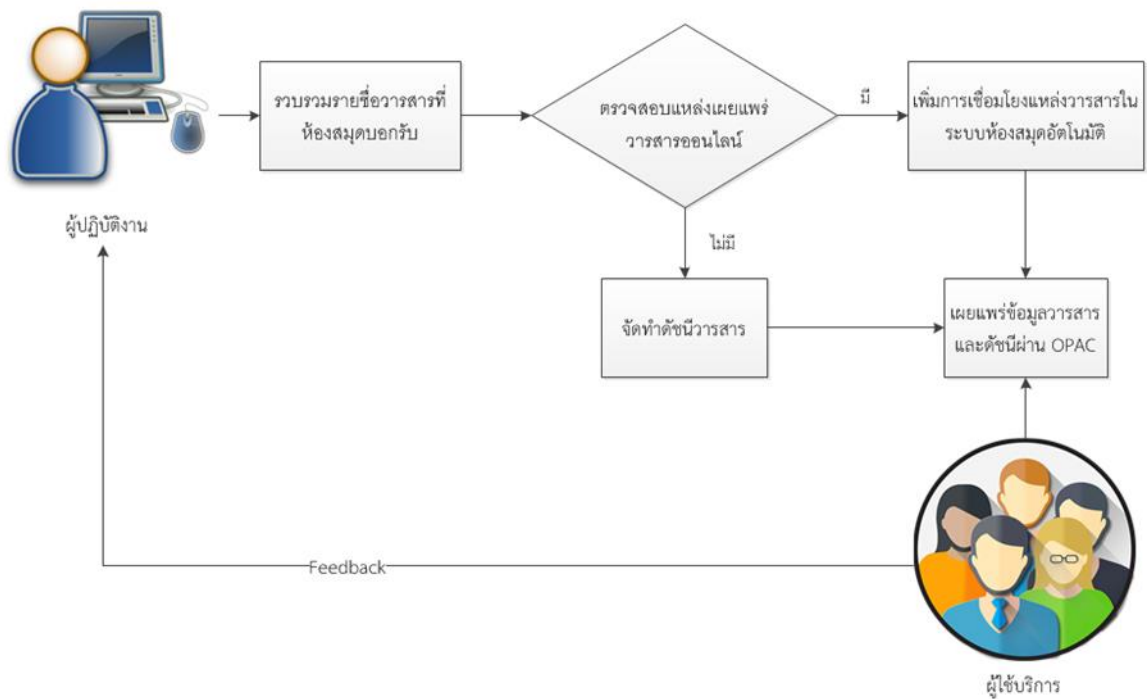 รวบรวมรายชื่อวารสารที่
ห้องสมุดบอกรับ
ตรวจสอบแหล่งเผยแพร่
วารสารออนไลน์
มี
เพิ่มการเชื่อมโยงแหล่งวารสารใน
ระบบห้องสมุดอัตโนมัติ
ผู้ปฏิบัติงาน
ไม่มี
จัดทำดัชนีวารสาร
เผยแพร่ข้อมูลวารสาร
และดัชนีผ่าน OPAC
Feedback
ผู้ใช้บริการ